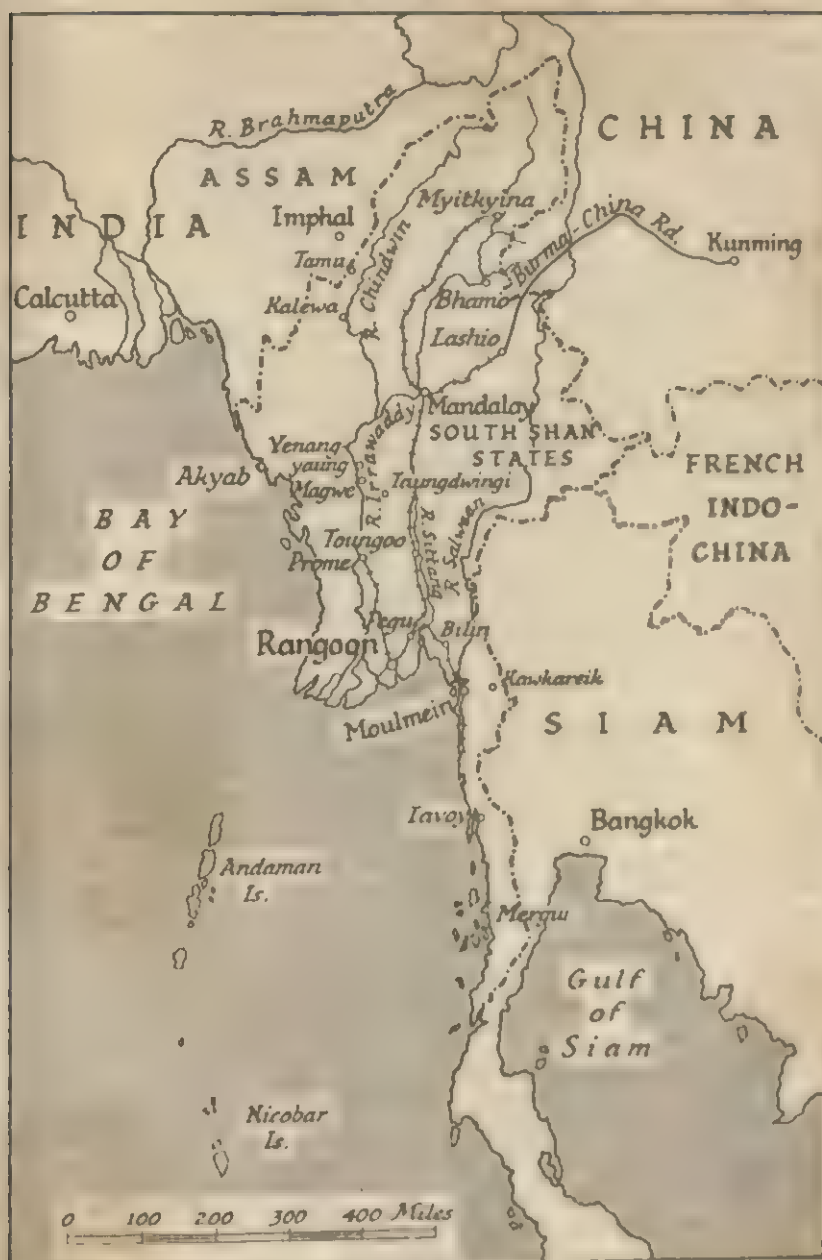 R. Brahmaputra
CHINA
ASSAM
INDIA
Imphal
Myitkyina
Tamu
R. Chindwin
Burma-China Rd.
Kunming
Calcutta
Kalewa
Bhamo
Lashio
Mandalay
SOUTH SHAN
STATES
Yenang
yaung
Akyab
Magwe
R. Irrawaddy
Taungdwingi
FRENCH
INDO-
CHINA
BAY
OF
BENGAL
Toungoo
Prome
R. Sittang
R. Salween
Pegu
Bilin
Rangoon
Kawkareik
Moulmein
SIAM
Tavoy
Bangkok
Andaman
Is.
Mergui
Gulf
of
Siam
Nicobar
Is.
0 100 200 300 400 Miles